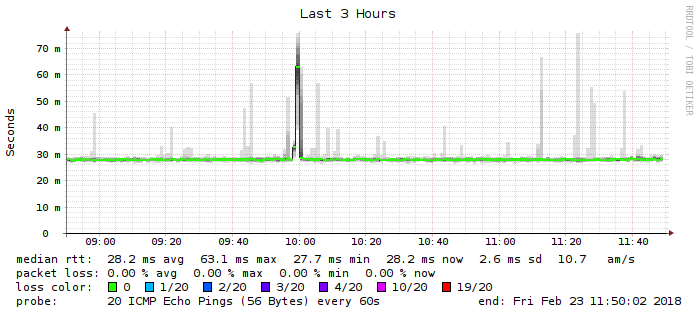 Last 3 Hours
RRDTOOL / TOBI OETIKER
Seconds
70 m
60 m
50 m
40 m
30 m
20 m
10 m
0
09:00 09:20 09:40 10:00 10:20 10:40 11:00 11:20 11:40
median rtt: 28.2 ms avg 63.1 ms max 27.7 ms min 28.2 ms now 2.6 ms sd 10.7 am/s
packet loss: 0.00 % avg 0.00 % max 0.00 % min 0.00 % now
loss color: 0 1/20 2/20 3/20 4/20 10/20 19/20
probe: 20 ICMP Echo Pings (56 Bytes) every 60s end: Fri Feb 23 11:50:02 2018